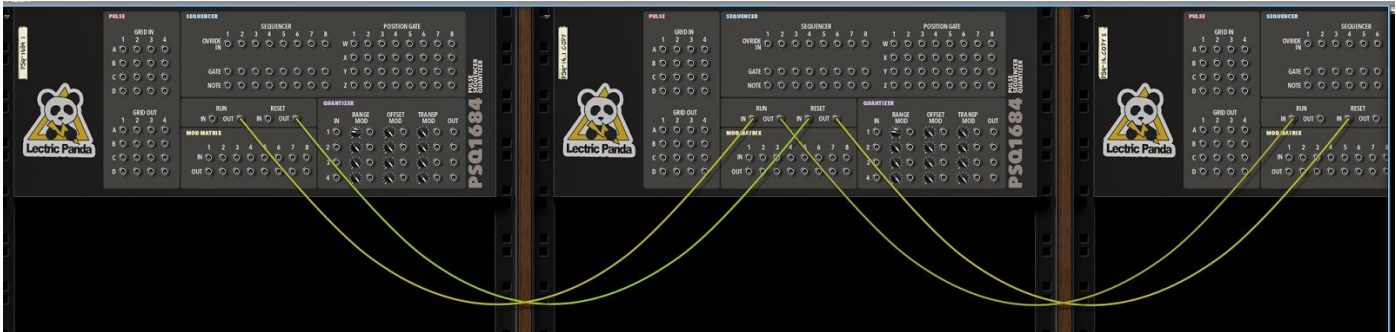 PULSE
GRID IN
1 2 3 4
A
B
C
D
GRID OUT
1 2 3 4
A
B
C
D
Lectric Panda
SEQUENCER
SEQUENCER
1 2 3 4 5 6 7 8
OVRIDE
IN
GATE
NOTE
POSITION GATE
1 2 3 4 5 6 7 8
W
X
Y
Z
RUN RESET
IN OUT IN OUT
MOD MATRIX
1 2 3 4 5 6 7 8
IN
OUT
QUANTIZER
IN RANGE MOD OFFSET MOD TRANSP MOD OUT
1
2
3
4
PSQ1684 PULSE
SEQUENCER
QUANTIZER
PULSE
GRID IN
1 2 3 4
A
B
C
D
GRID OUT
1 2 3 4
A
B
C
D
Lectric Panda
SEQUENCER
SEQUENCER
1 2 3 4 5 6 7 8
OVRIDE
IN
GATE
NOTE
POSITION GATE
1 2 3 4 5 6 7 8
W
X
Y
Z
RUN RESET
IN OUT IN OUT
MOD MATRIX
1 2 3 4 5 6 7 8
IN
OUT
QUANTIZER
IN RANGE MOD OFFSET MOD TRANSP MOD OUT
1
2
3
4
PSQ1684 PULSE
SEQUENCER
QUANTIZER
PULSE
GRID IN
1 2 3 4
A
B
C
D
GRID OUT
1 2 3 4
A
B
C
D
Lectric Panda
SEQUENCER
SEQUENCER
1 2 3 4 5 6
OVRIDE
IN
GATE
NOTE
RUN RESET
IN OUT IN OUT
MOD MATRIX
1 2 3 4 5 6 7
IN
OUT